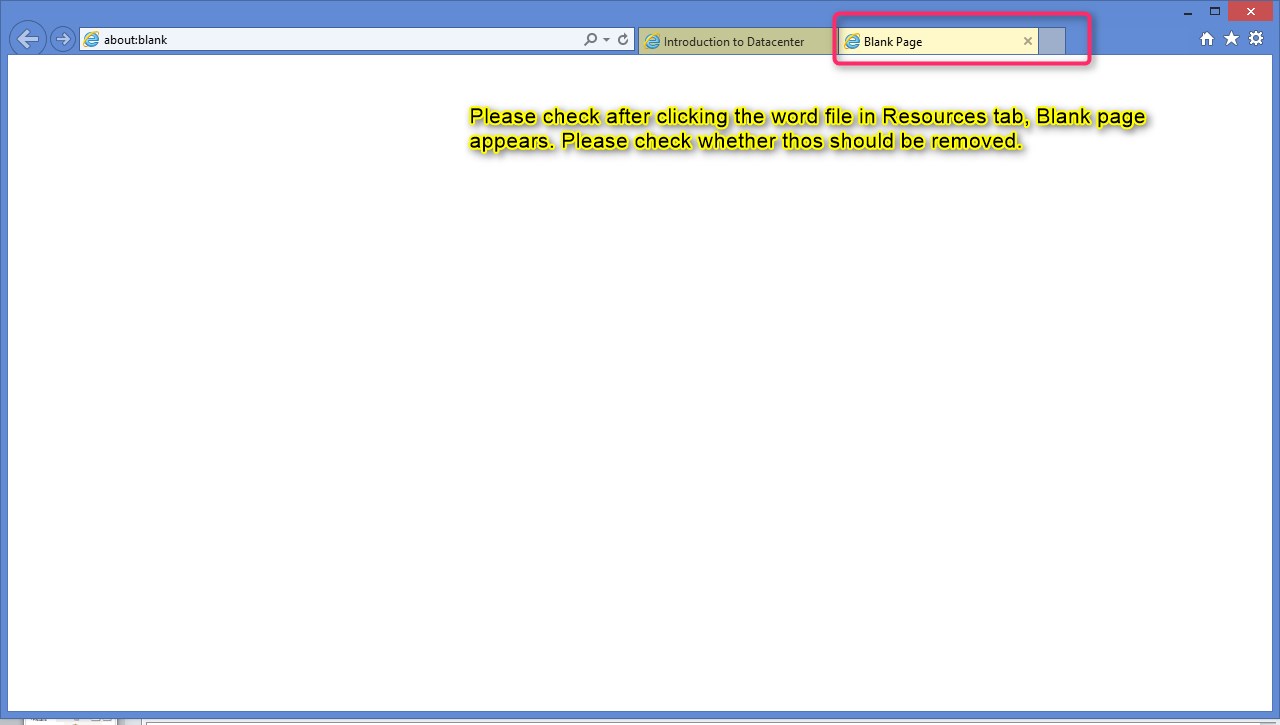 about:blank
Introduction to Datacenter
Blank Page
Please check after clicking the word file in Resources tab, Blank page
appears. Please check whether thos should be removed.